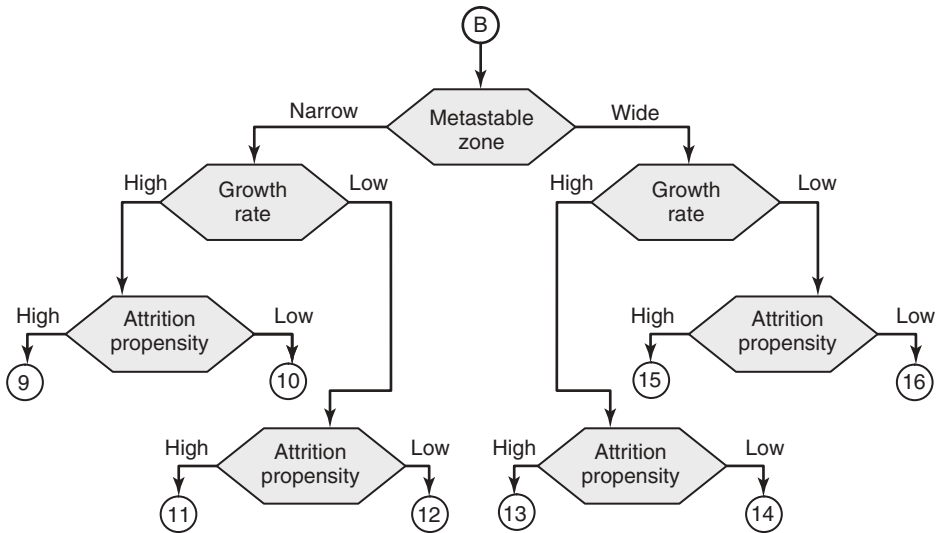 B
Metastable
zone
Narrow
Wide
Growth
rate
High
Low
Growth
rate
High
Low
Attrition
propensity
High
Low
9
10
Attrition
propensity
High
Low
15
16
Attrition
propensity
High
Low
11
12
Attrition
propensity
High
Low
13
14